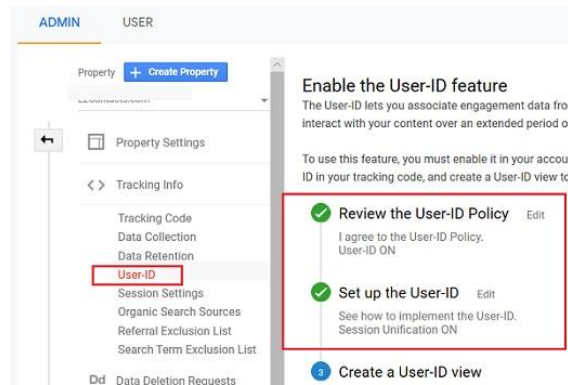 ADMIN
USER
Property
+ Create Property
Property Settings
<> Tracking Info
Tracking Code
Data Collection
Data Retention
User-ID
Session Settings
Organic Search Sources
Referral Exclusion List
Search Term Exclusion List
Dd Data Deletion Requests
Enable the User-ID feature
The User-ID lets you associate engagement data
interact with your content over an extended period
To use this feature, you must enable it in your
ID in your tracking code, and create a User-ID view
Review the User-ID Policy Edit
I agree to the User-ID Policy.
User-ID ON
Set up the User-ID Edit
See how to implement the User-ID.
Session Unification ON
3 Create a User-ID view